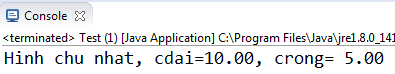 Console
<terminated> Test (1) [Java Application] C:\Program Files\Java\jre1.8.0_141
Hinh chu nhat, cdai=10.00, crong= 5.00